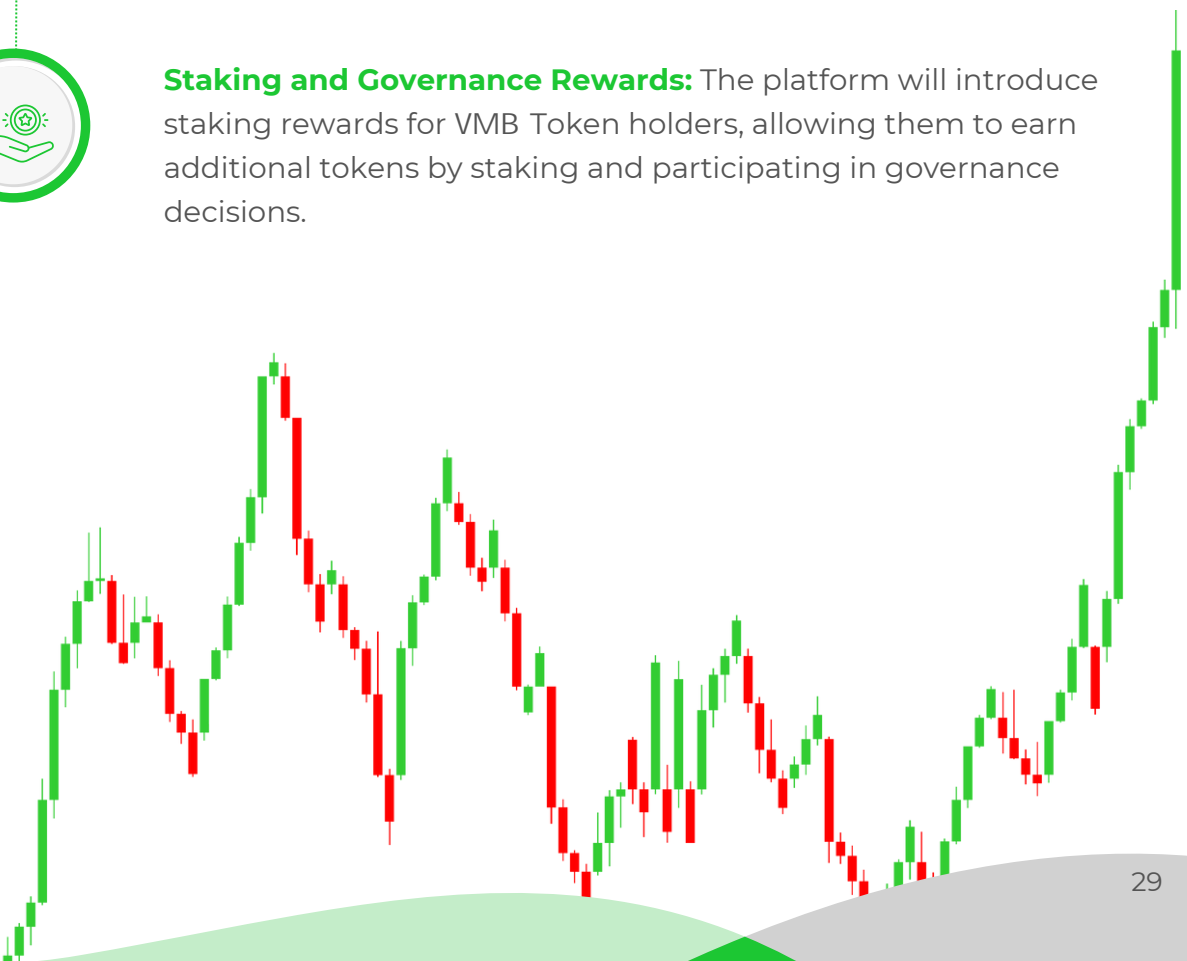 Staking and Governance Rewards: The platform will introduce
staking rewards for VMB Token holders, allowing them to earn
additional tokens by staking and participating in governance
decisions.
29